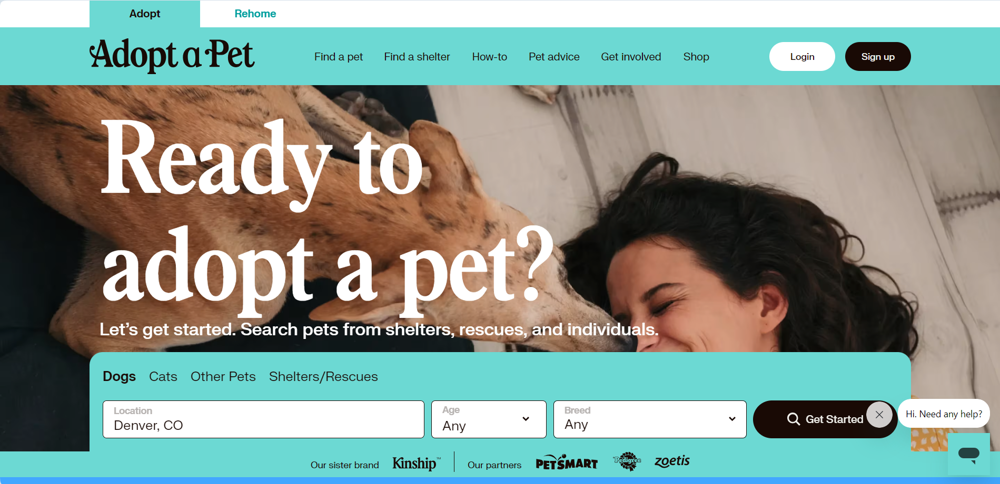 Adopt Rehome
Adopt a Pet
Find a pet Find a shelter How-to Pet advice Get involved Shop
Login Sign up
Ready to
adopt a pet?
Let's get started. Search pets from shelters, rescues, and individuals.
Dogs Cats Other Pets Shelters/Rescues
Location
Denver, CO
Age
Any
Breed
Any
Get Started
Hi. Need any help?
Our sister brand Kinship™ Our partners PETSMART Pedigree zoetis